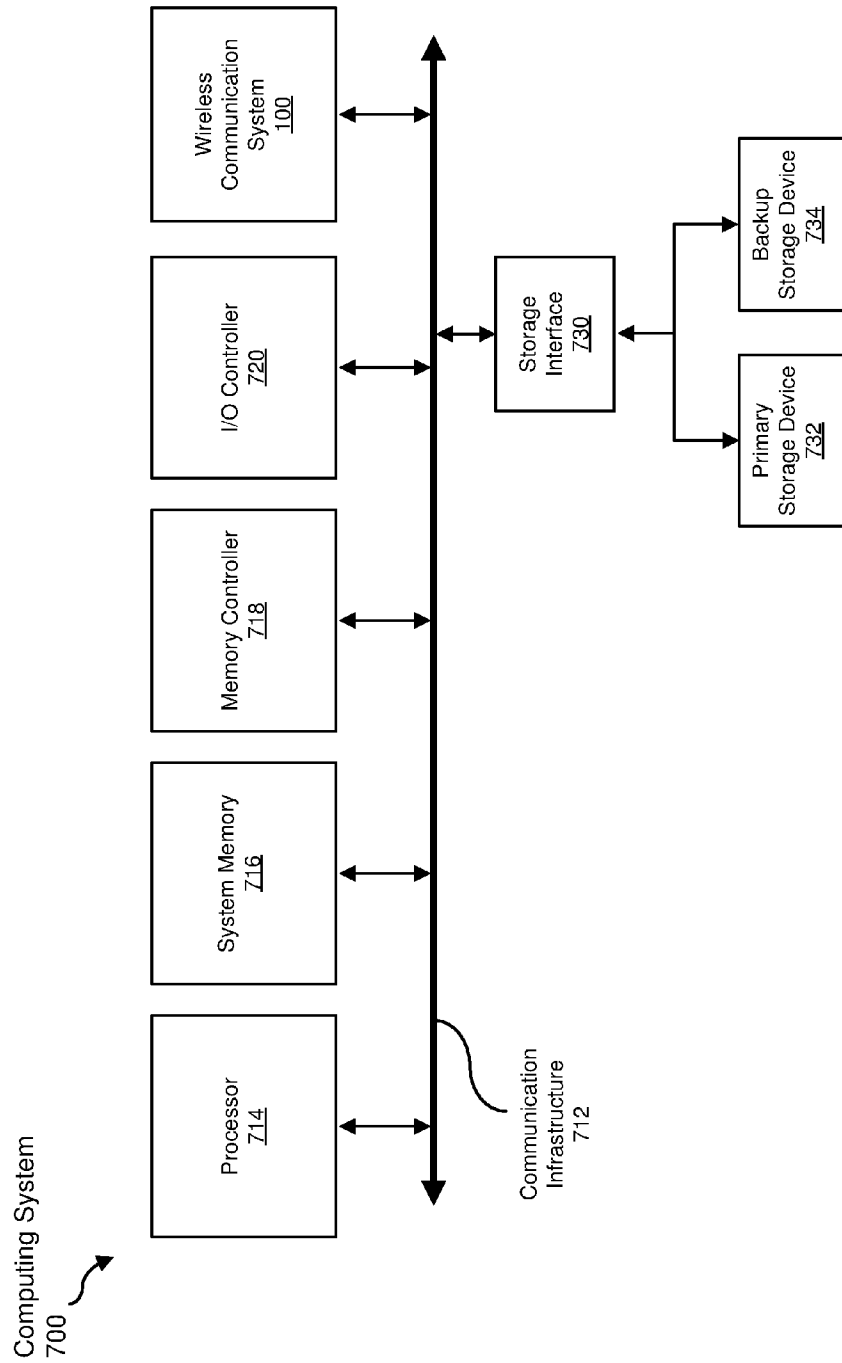 Computing System
700
Processor
714
System Memory
716
Memory Controller
718
I/O Controller
720
Wireless
Communication
System
100
Communication
Infrastructure
712
Storage
Interface
730
Primary
Storage Device
732
Backup
Storage Device
734